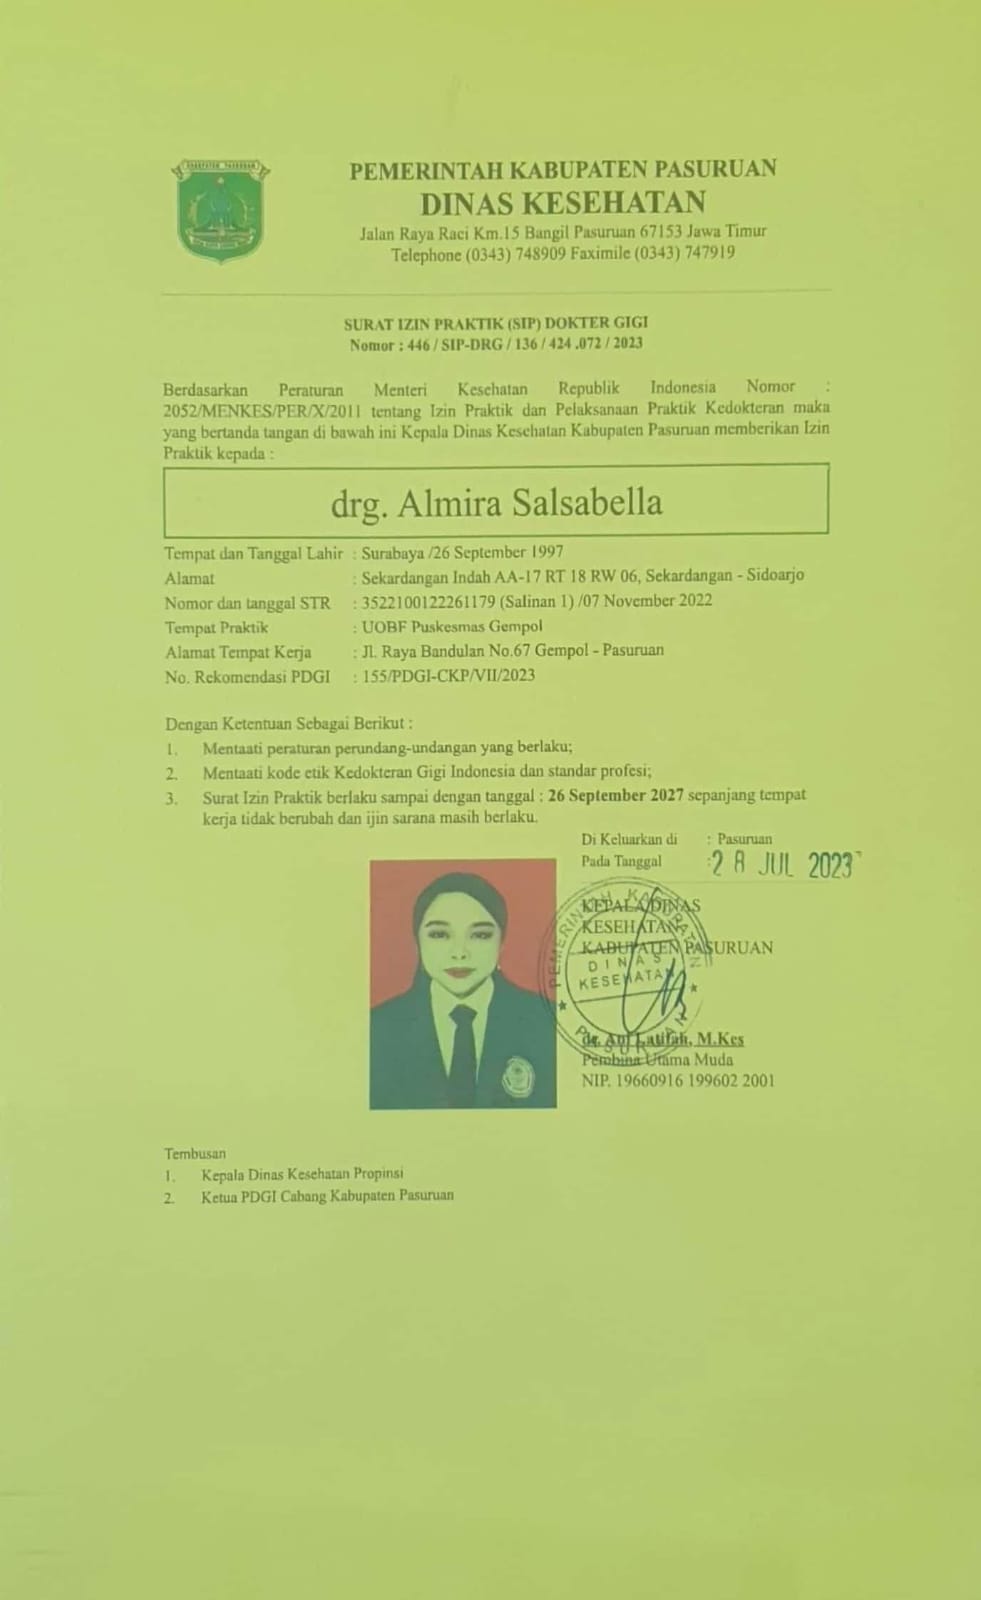 KABUPATEN PASURUAN
PEMERINTAH KABUPATEN PASURUAN
DINAS KESEHATAN
Jalan Raya Raci Km.15 Bangil Pasuruan 67153 Jawa Timur
Telephone (0343) 748909 Faximile (0343) 747919
SURAT IZIN PRAKTIK (SIP) DOKTER GIGI
Nomor : 446 / SIP-DRG / 136 / 424 .072 / 2023
Berdasarkan Peraturan Menteri Kesehatan Republik Indonesia Nomor :
2052/MENKES/PER/X/2011 tentang Izin Praktik dan Pelaksanaan Praktik Kedokteran maka
yang bertanda tangan di bawah ini Kepala Dinas Kesehatan Kabupaten Pasuruan memberikan Izin
Praktik kepada :
drg. Almira Salsabella
Tempat dan Tanggal Lahir : Surabaya /26 September 1997
Alamat : Sekardangan Indah AA-17 RT 18 RW 06, Sekardangan - Sidoarjo
Nomor dan tanggal STR : 3522100122261179 (Salinan 1) /07 November 2022
Tempat Praktik : UOBF Puskesmas Gempol
Alamat Tempat Kerja : Jl. Raya Bandulan No.67 Gempol - Pasuruan
No. Rekomendasi PDGI : 155/PDGI-CKP/VII/2023
Dengan Ketentuan Sebagai Berikut :
1. Mentaati peraturan perundang-undangan yang berlaku;
2. Mentaati kode etik Kedokteran Gigi Indonesia dan standar profesi;
3. Surat Izin Praktik berlaku sampai dengan tanggal : 26 September 2027 sepanjang tempat
kerja tidak berubah dan ijin sarana masih berlaku.
Di Keluarkan di : Pasuruan
Pada Tanggal : 28 JUL 2023
KEPALA DINAS
KESEHATAN
KABUPATEN PASURUAN
PEMERINTAH KABUPATEN
DINAS
KESEHATAN
PASURUAN
dr. Latifah, M.Kes
Pembina Utama Muda
NIP. 19660916 199602 2001
Tembusan
1. Kepala Dinas Kesehatan Propinsi
2. Ketua PDGI Cabang Kabupaten Pasuruan